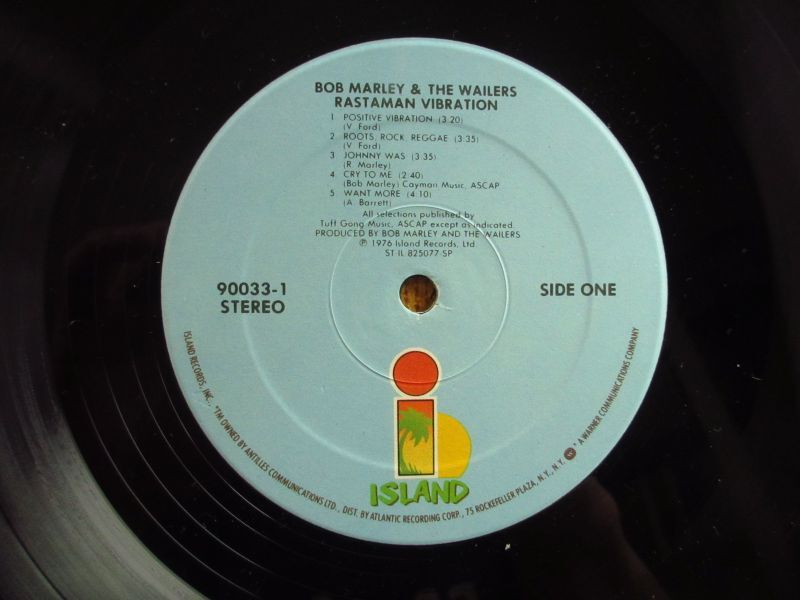 BOB MARLEY & THE WAILERS
RASTAMAN VIBRATION
1 POSITIVE VIBRATION (3:20)
(V. Ford)
2 ROOTS, ROCK, REGGAE (3:35)
(V. Ford)
3 JOHNNY WAS (3:35)
(R. Marley)
4 CRY TO ME (2:40)
(Bob Marley) Cayman Music, ASCAP
5 WANT MORE (4:10)
(A. Barrett)
All selections published by
Tuff Gong Music, ASCAP except as indicated.
PRODUCED BY BOB MARLEY AND THE WAILERS
℗ 1976 Island Records, Ltd.
ST IL 825077 SP
90033-1
STEREO
SIDE ONE
ISLAND
ISLAND RECORDS, INC., *TM OWNED BY ANTILLES COMMUNICATIONS LTD., DIST. BY ATLANTIC RECORDING CORP., 75 ROCKEFELLER PLAZA, N.Y., N.Y. * A WARNER COMMUNICATIONS COMPANY